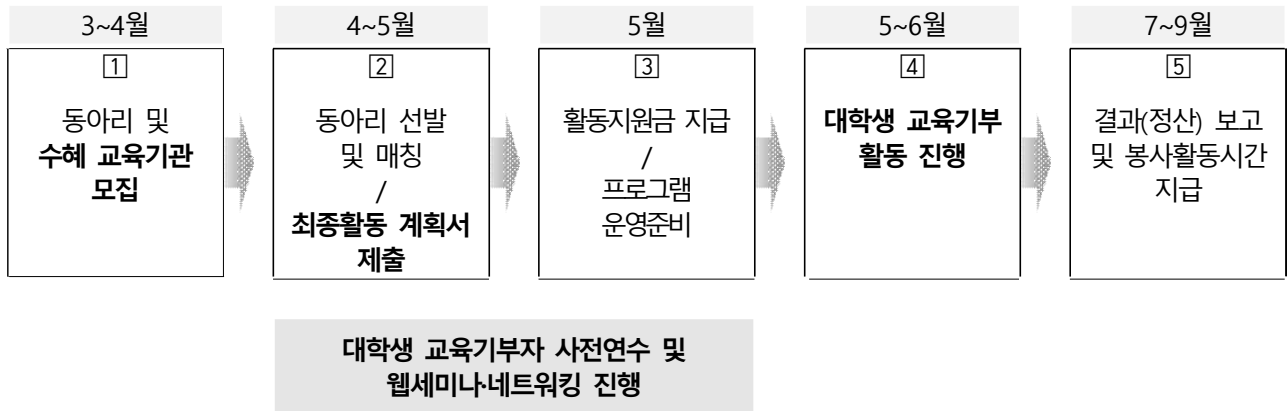 3~4월
1
동아리 및
수혜 교육기관
모집
4~5월
2
동아리 선발
및 매칭
/
최종활동 계획서
제출
5월
3
활동지원금 지급
/
프로그램
운영준비
5~6월
4
대학생 교육기부
활동 진행
7~9월
5
결과(정산) 보고
및 봉사활동시간
지급
대학생 교육기부자 사전연수 및
웹세미나·네트워킹 진행